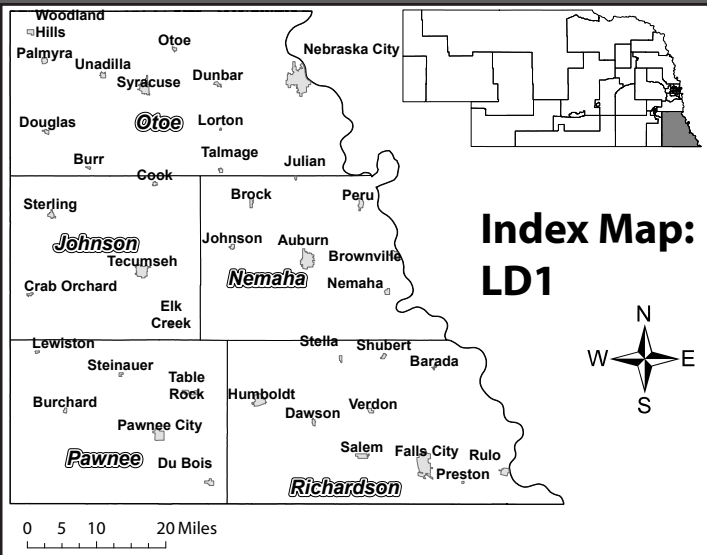 Woodland
Hills
Otoe
Nebraska City
Palmyra
Unadilla
Syracuse
Dunbar
Douglas
Otoe
Lorton
Burr
Talmage
Julian
Cook
Sterling
Brock
Peru
Johnson
Johnson
Auburn
Tecumseh
Brownville
Nemaha
Nemaha
Crab Orchard
Elk
Creek
Index Map:
LD1
N
W
E
S
Lewiston
Stella
Shubert
Steinauer
Barada
Table
Rock
Humboldt
Burchard
Dawson
Verdon
Pawnee City
Salem
Falls City
Rulo
Pawnee
Du Bois
Preston
Richardson
0 5 10 20 Miles